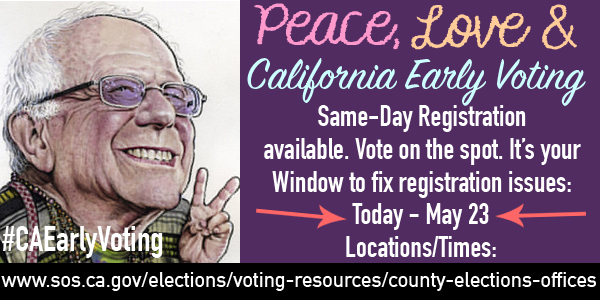 Peace, Love &
California Early Voting
Same-Day Registration
available. Vote on the spot. It's your
Window to fix registration issues:
Today - May 23
Locations/Times:
#CAEarlyVoting
www.sos.ca.gov/elections/voting-resources/county-elections-offices